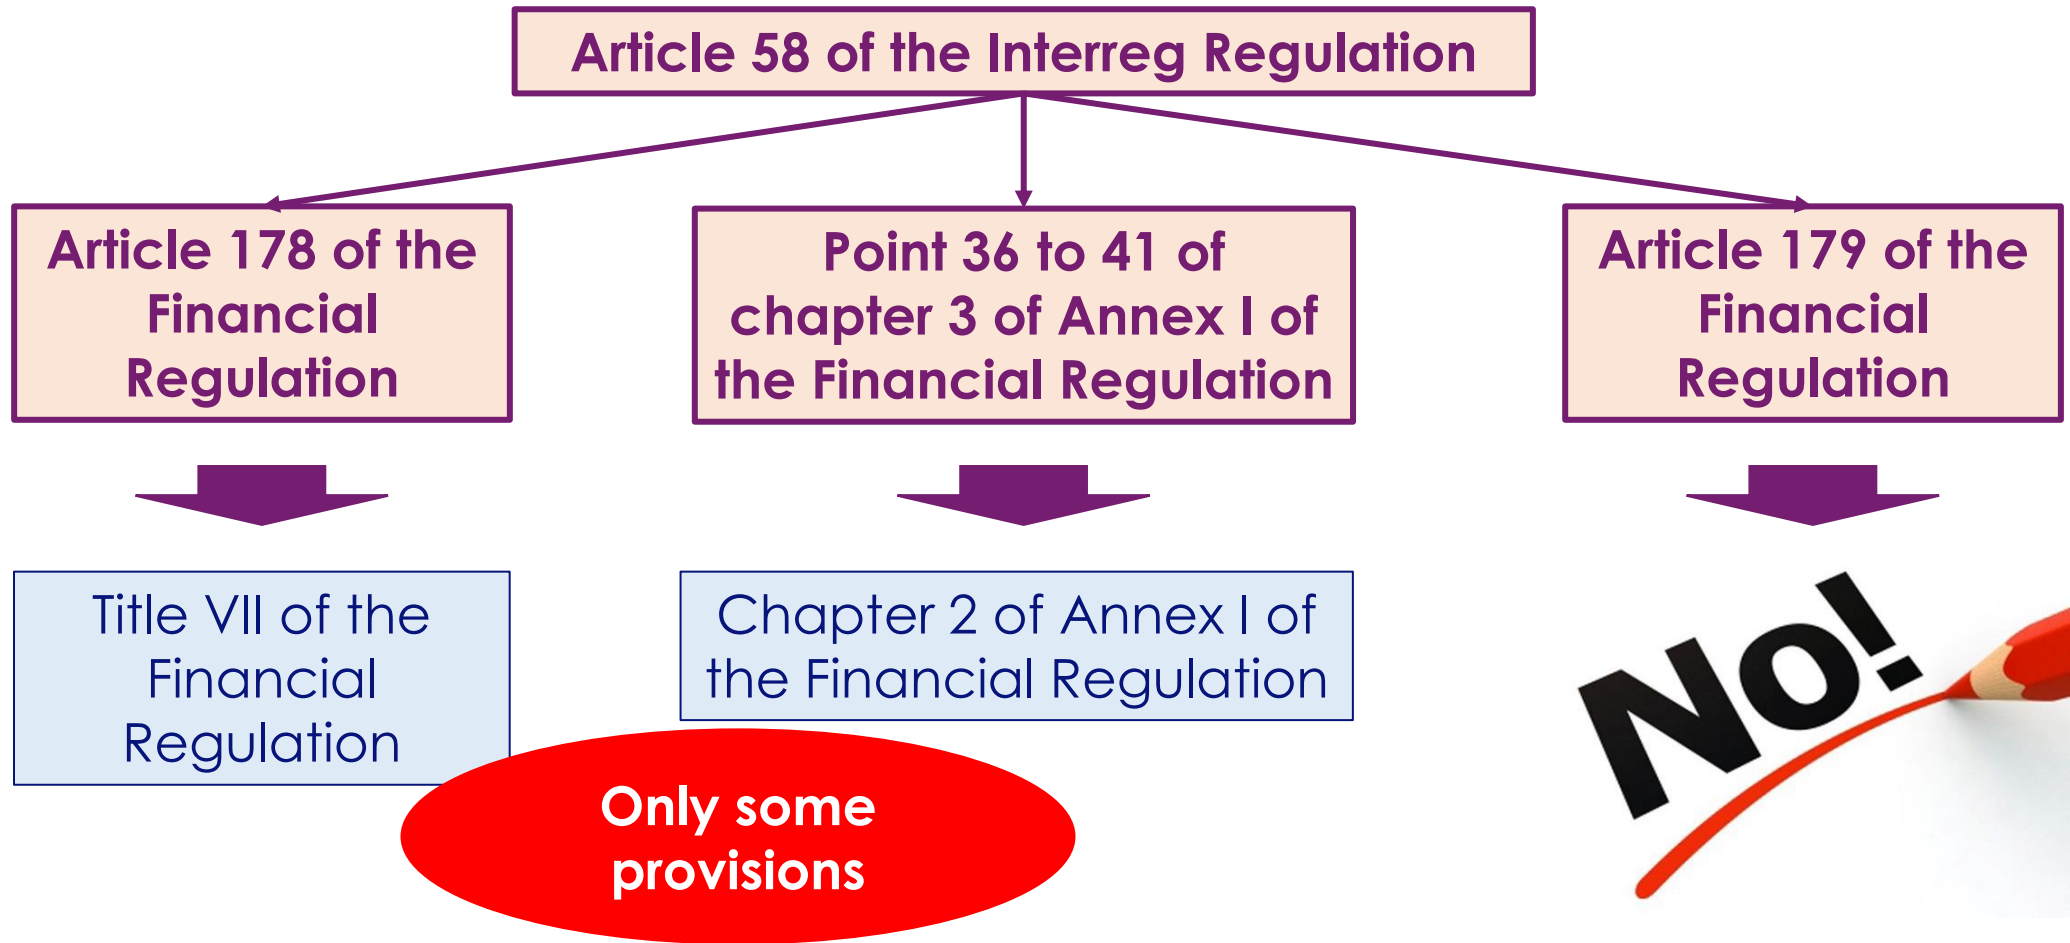 Article 58 of the Interreg Regulation
Article 178 of the
Financial
Regulation
Point 36 to 41 of
chapter 3 of Annex I of
the Financial Regulation
Article 179 of the
Financial
Regulation
Title VII of the
Financial
Regulation
Chapter 2 of Annex I of
the Financial Regulation
No!
Only some
provisions